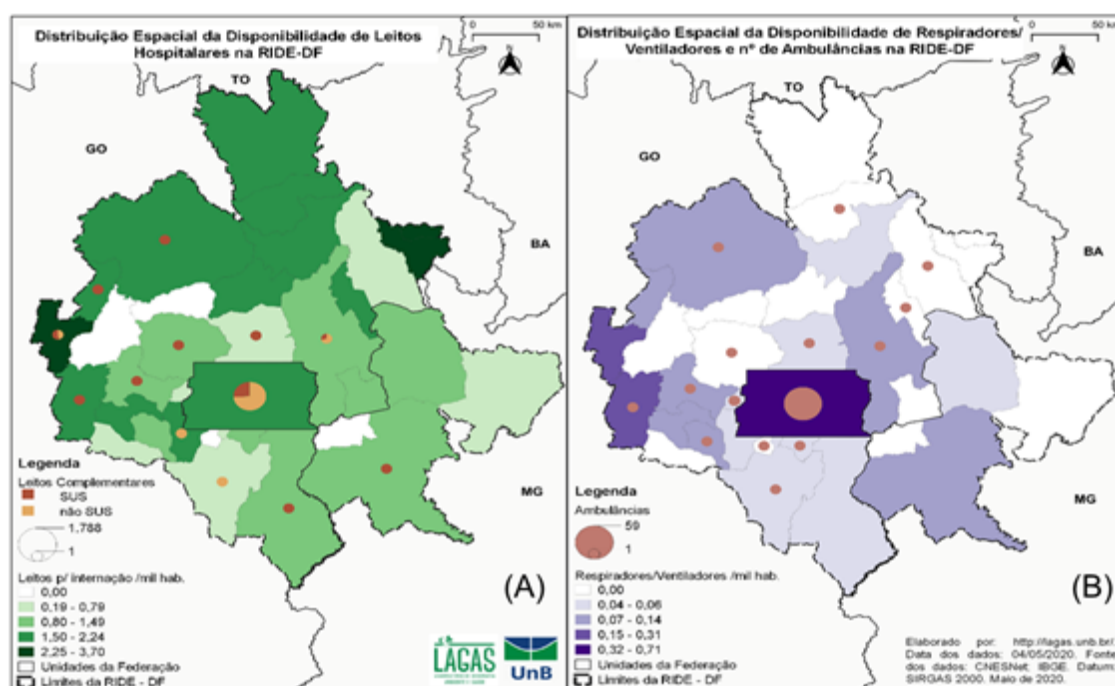 Distribuição Espacial da Disponibilidade de Leitos
Hospitalares na RIDE-DF
0
50 km
N
TO
GO
BA
MG
Legenda
Leitos Complementares
SUS
não SUS
1.788
1
Leitos p/ internação /mil hab.
0,00
0,19 - 0,79
0,80 - 1,49
1,50 - 2,24
2,25 - 3,70
Unidades da Federação
Limites da RIDE - DF
(A)
LAGAS
UnB
Distribuição Espacial da Disponibilidade de Respiradores/
Ventiladores e nº de Ambulâncias na RIDE-DF
0
50 km
N
TO
GO
BA
MG
Legenda
Ambulâncias
59
1
Respiradores/Ventiladores /mil hab.
0,00
0,04 - 0,06
0,07 - 0,14
0,15 - 0,31
0,32 - 0,71
Unidades da Federação
Limites da RIDE - DF
(B)
Elaborado por: http://lagas.unb.br/.
Data dos dados: 04/05/2020. Fonte
dos dados: CNESNet, IBGE. Datum:
SIRGAS 2000. Maio de 2020.